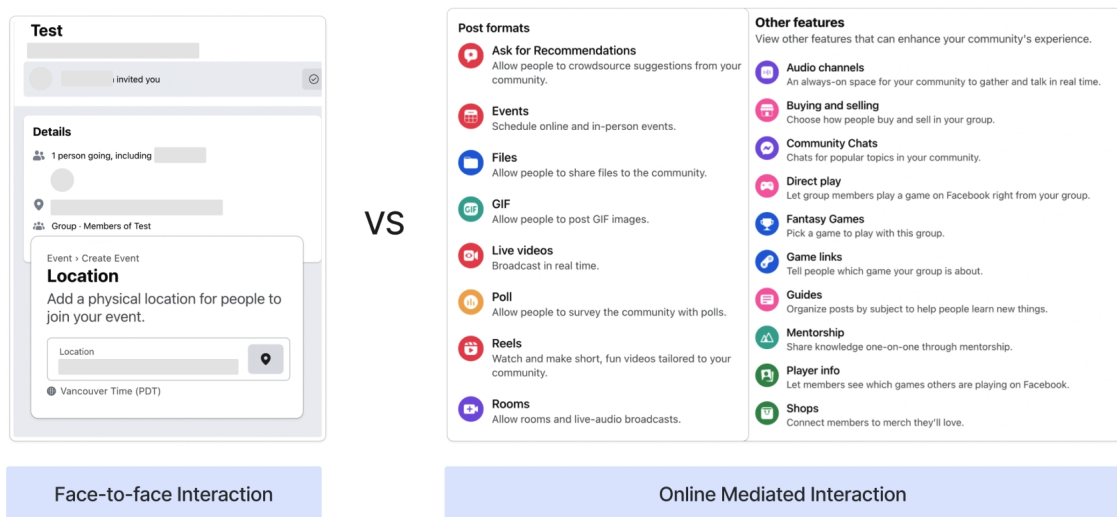 Test
invited you
Details
1 person going, including
Group · Members of Test
Event › Create Event
Location
Add a physical location for people to
join your event.
Location
Vancouver Time (PDT)
Face-to-face Interaction
VS
Post formats
Ask for Recommendations
Allow people to crowdsource suggestions from your
community.
Events
Schedule online and in-person events.
Files
Allow people to share files to the community.
GIF
GIF
Allow people to post GIF images.
Live videos
Broadcast in real time.
Poll
Allow people to survey the community with polls.
Reels
Watch and make short, fun videos tailored to your
community.
Rooms
Allow rooms and live-audio broadcasts.
Other features
View other features that can enhance your community's experience.
Audio channels
An always-on space for your community to gather and talk in real time.
Buying and selling
Choose how people buy and sell in your group.
Community Chats
Chats for popular topics in your community.
Direct play
Let group members play a game on Facebook right from your group.
Fantasy Games
Pick a game to play with this group.
Game links
Tell people which game your group is about.
Guides
Organize posts by subject to help people learn new things.
Mentorship
Share knowledge one-on-one through mentorship.
Player info
Let members see which games others are playing on Facebook.
Shops
Connect members to merch they'll love.
Online Mediated Interaction